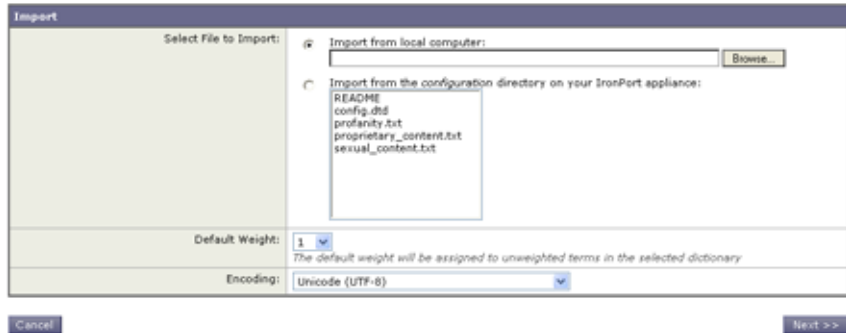 Import
Select File to Import:
Import from local computer:
Browse...
Import from the configuration directory on your IronPort appliance:
README
config.dtd
profanity.txt
proprietary_content.txt
sexual_content.txt
Default Weight:
1
The default weight will be assigned to unweighted terms in the selected dictionary
Encoding:
Unicode (UTF-8)
Cancel
Next >>